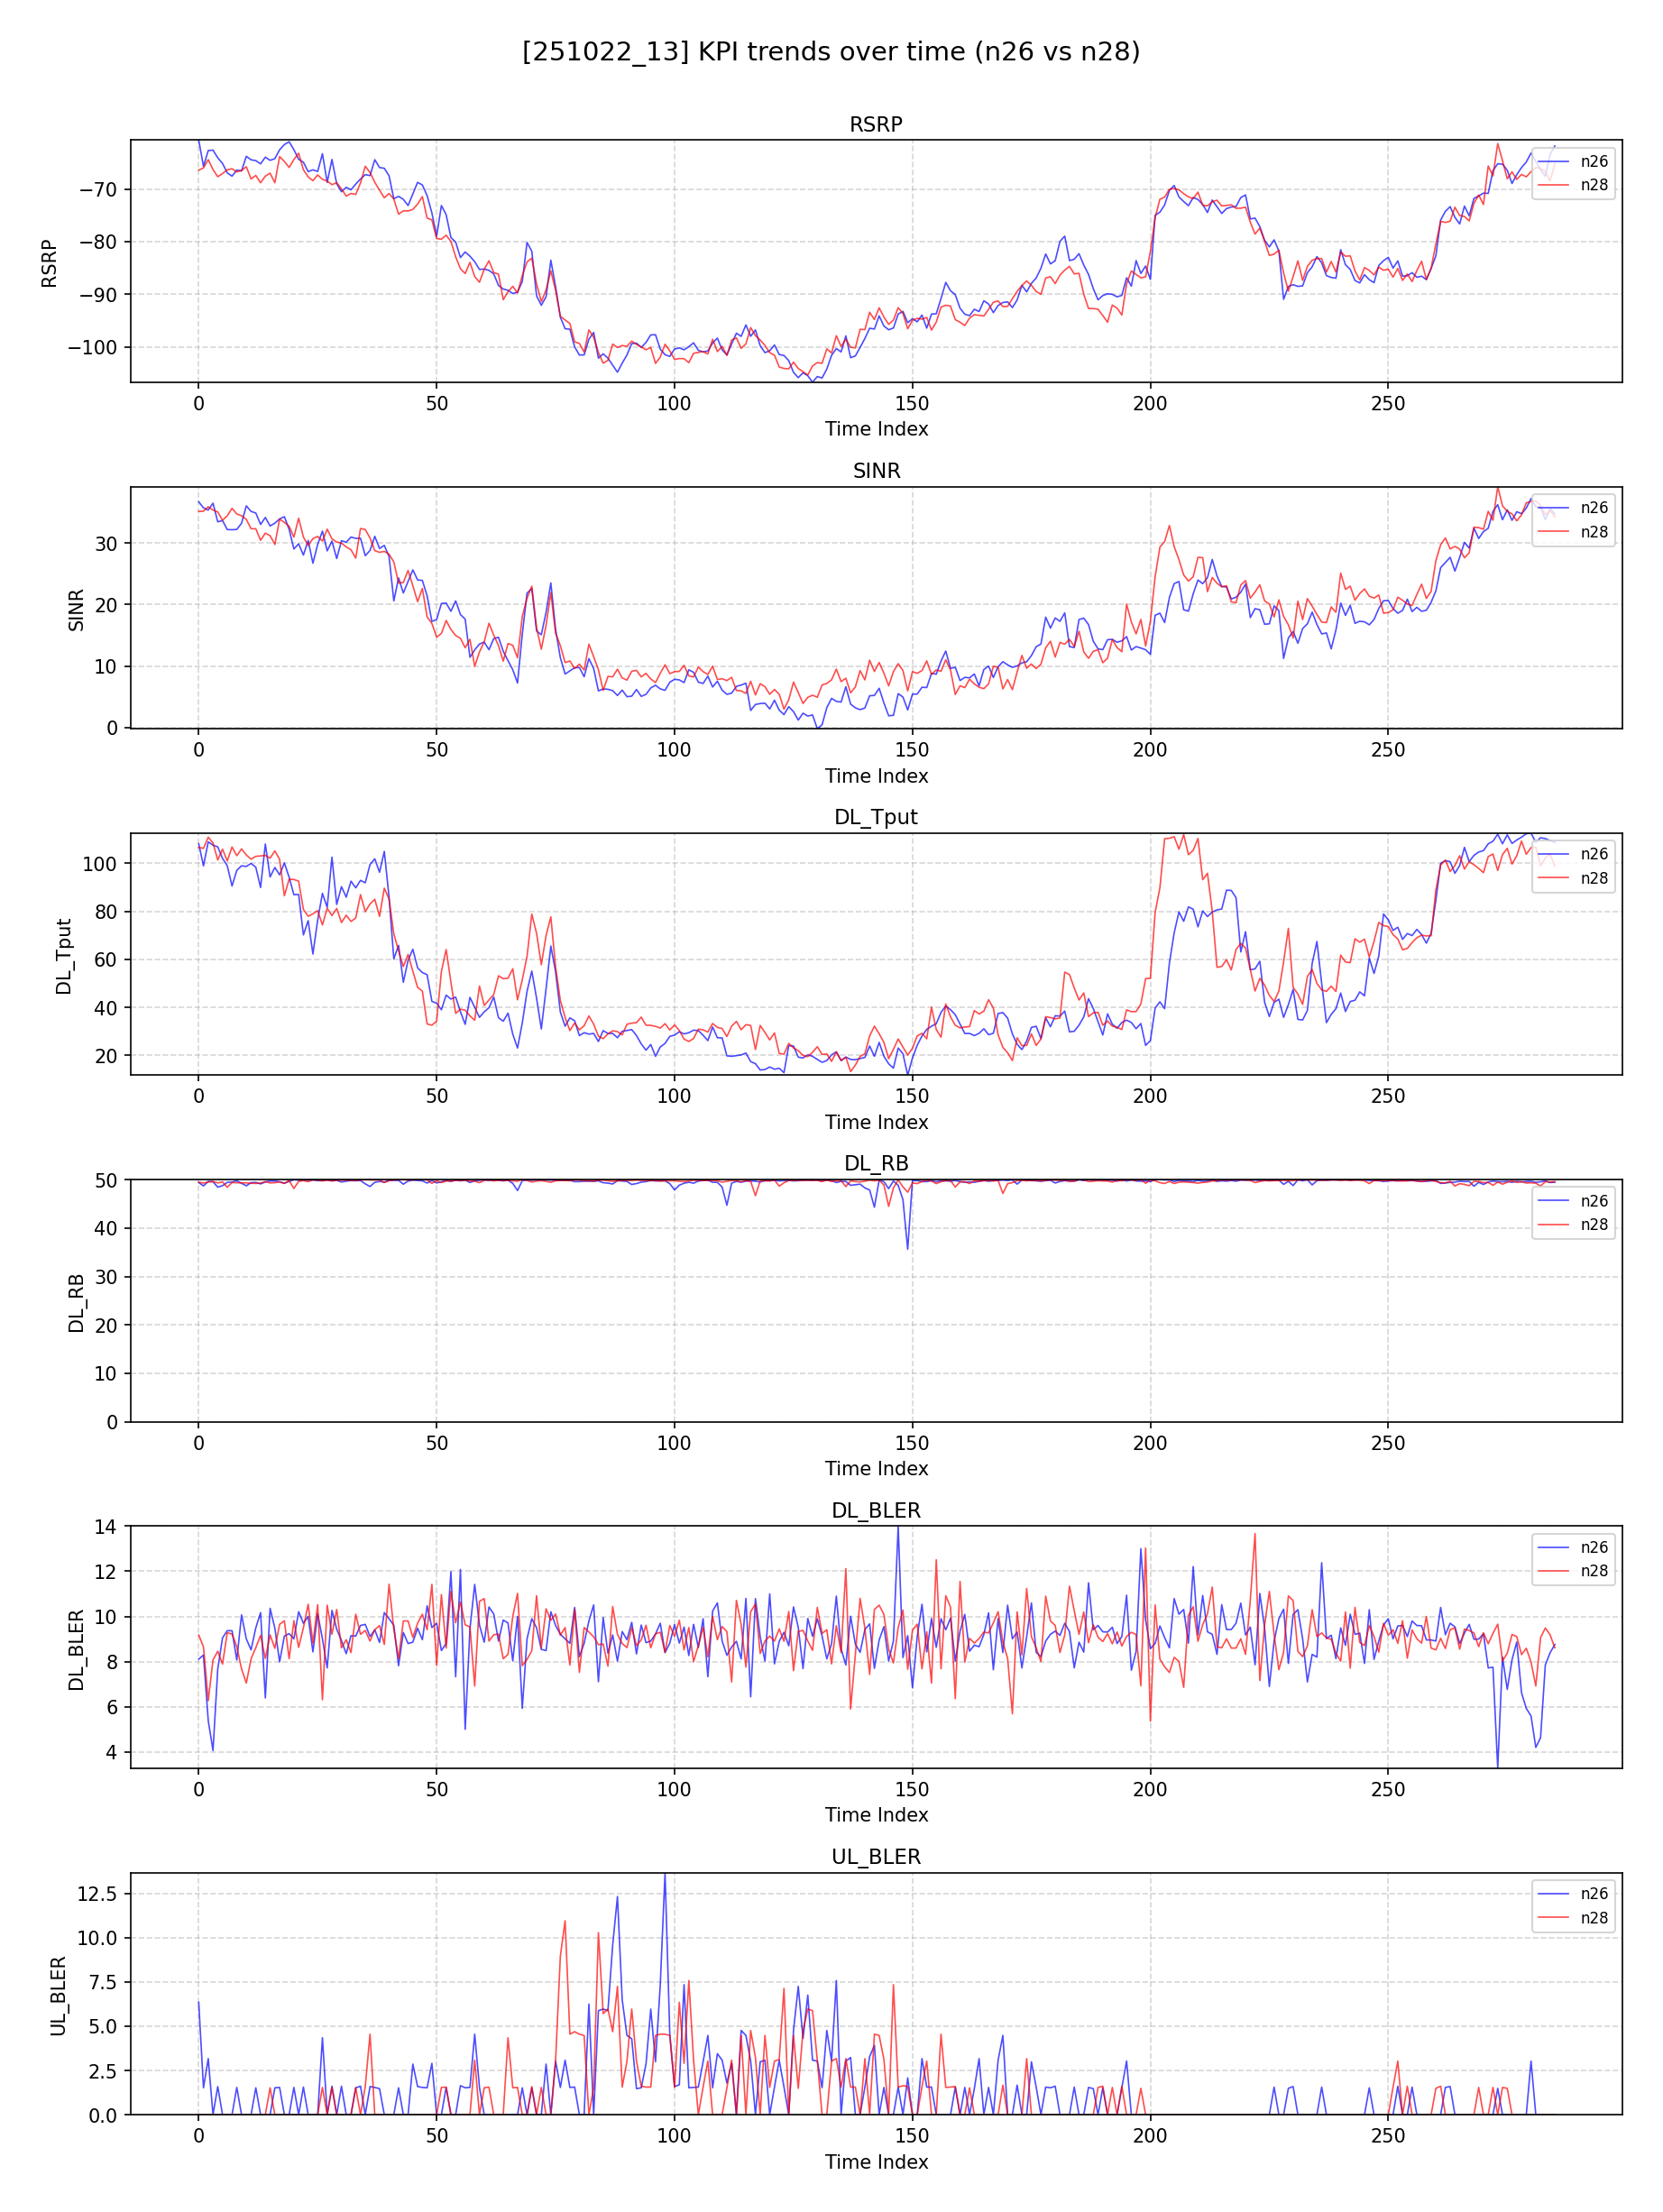 [251022_13] KPI trends over time (n26 vs n28)
RSRP
RSRP
−70
−80
−90
−100
n26
n28
0 50 100 150 200 250
Time Index
SINR
SINR
30
20
10
0
n26
n28
0 50 100 150 200 250
Time Index
DL_Tput
DL_Tput
100
80
60
40
20
n26
n28
0 50 100 150 200 250
Time Index
DL_RB
DL_RB
50
40
30
20
10
0
n26
n28
0 50 100 150 200 250
Time Index
DL_BLER
DL_BLER
14
12
10
8
6
4
n26
n28
0 50 100 150 200 250
Time Index
UL_BLER
UL_BLER
12.5
10.0
7.5
5.0
2.5
0.0
n26
n28
0 50 100 150 200 250
Time Index